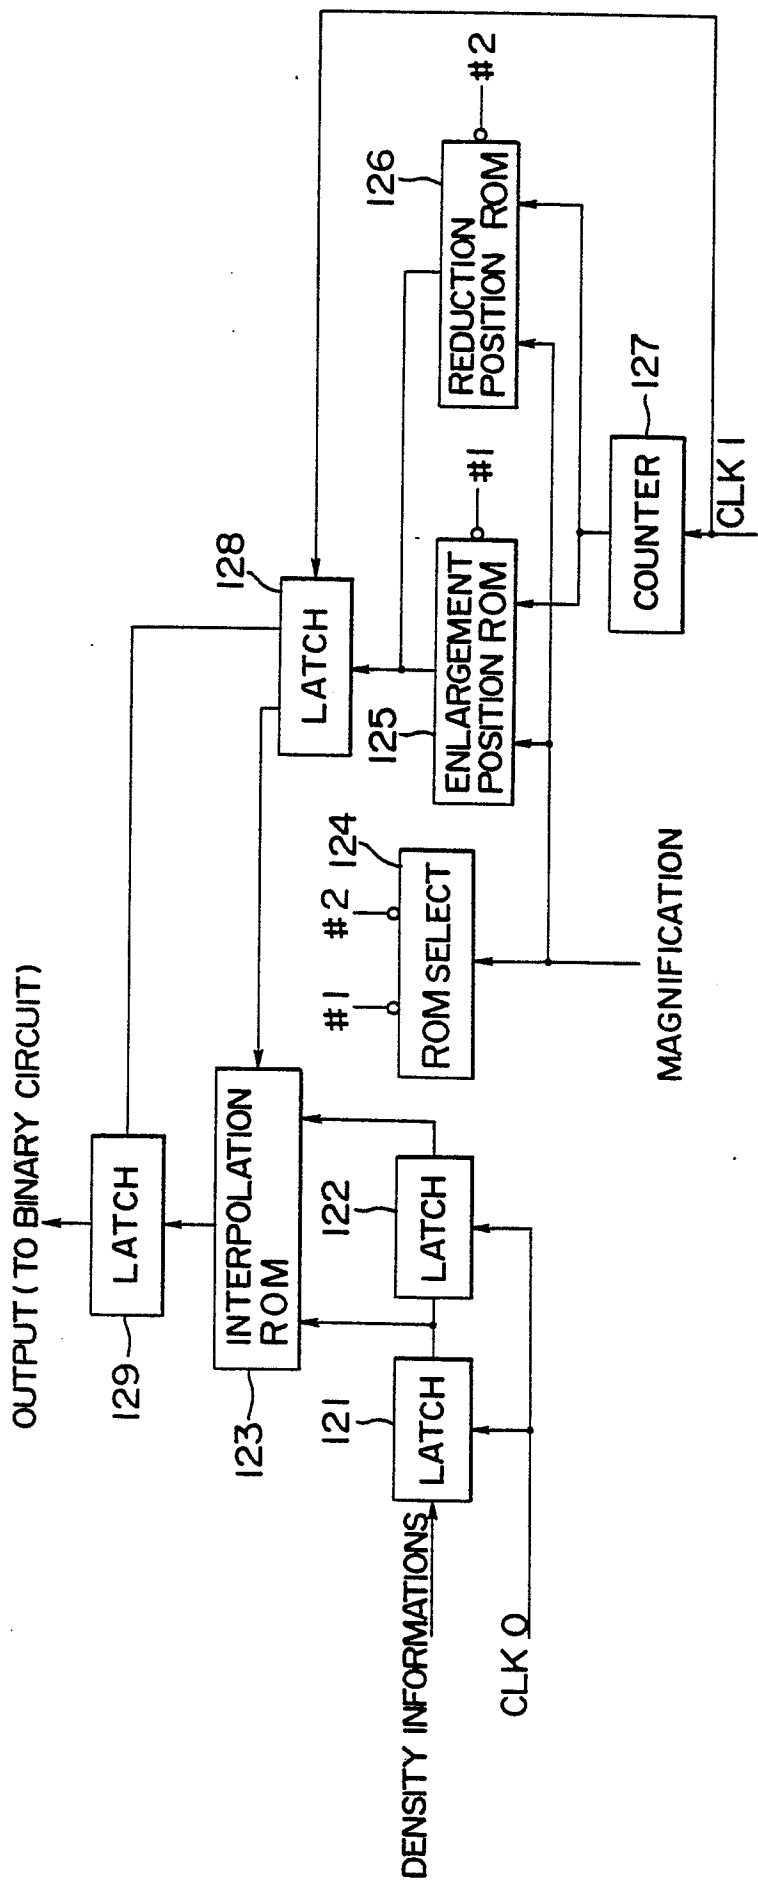 OUTPUT ( TO BINARY CIRCUIT)
129
LATCH
128
LATCH
123
INTERPOLATION
ROM
#1
#2
124
ROM SELECT
125
ENLARGEMENT
POSITION ROM
#1
126
REDUCTION
POSITION ROM
#2
DENSITY INFORMATIONS
121
LATCH
122
LATCH
CLK 0
MAGNIFICATION
COUNTER
127
CLK 1